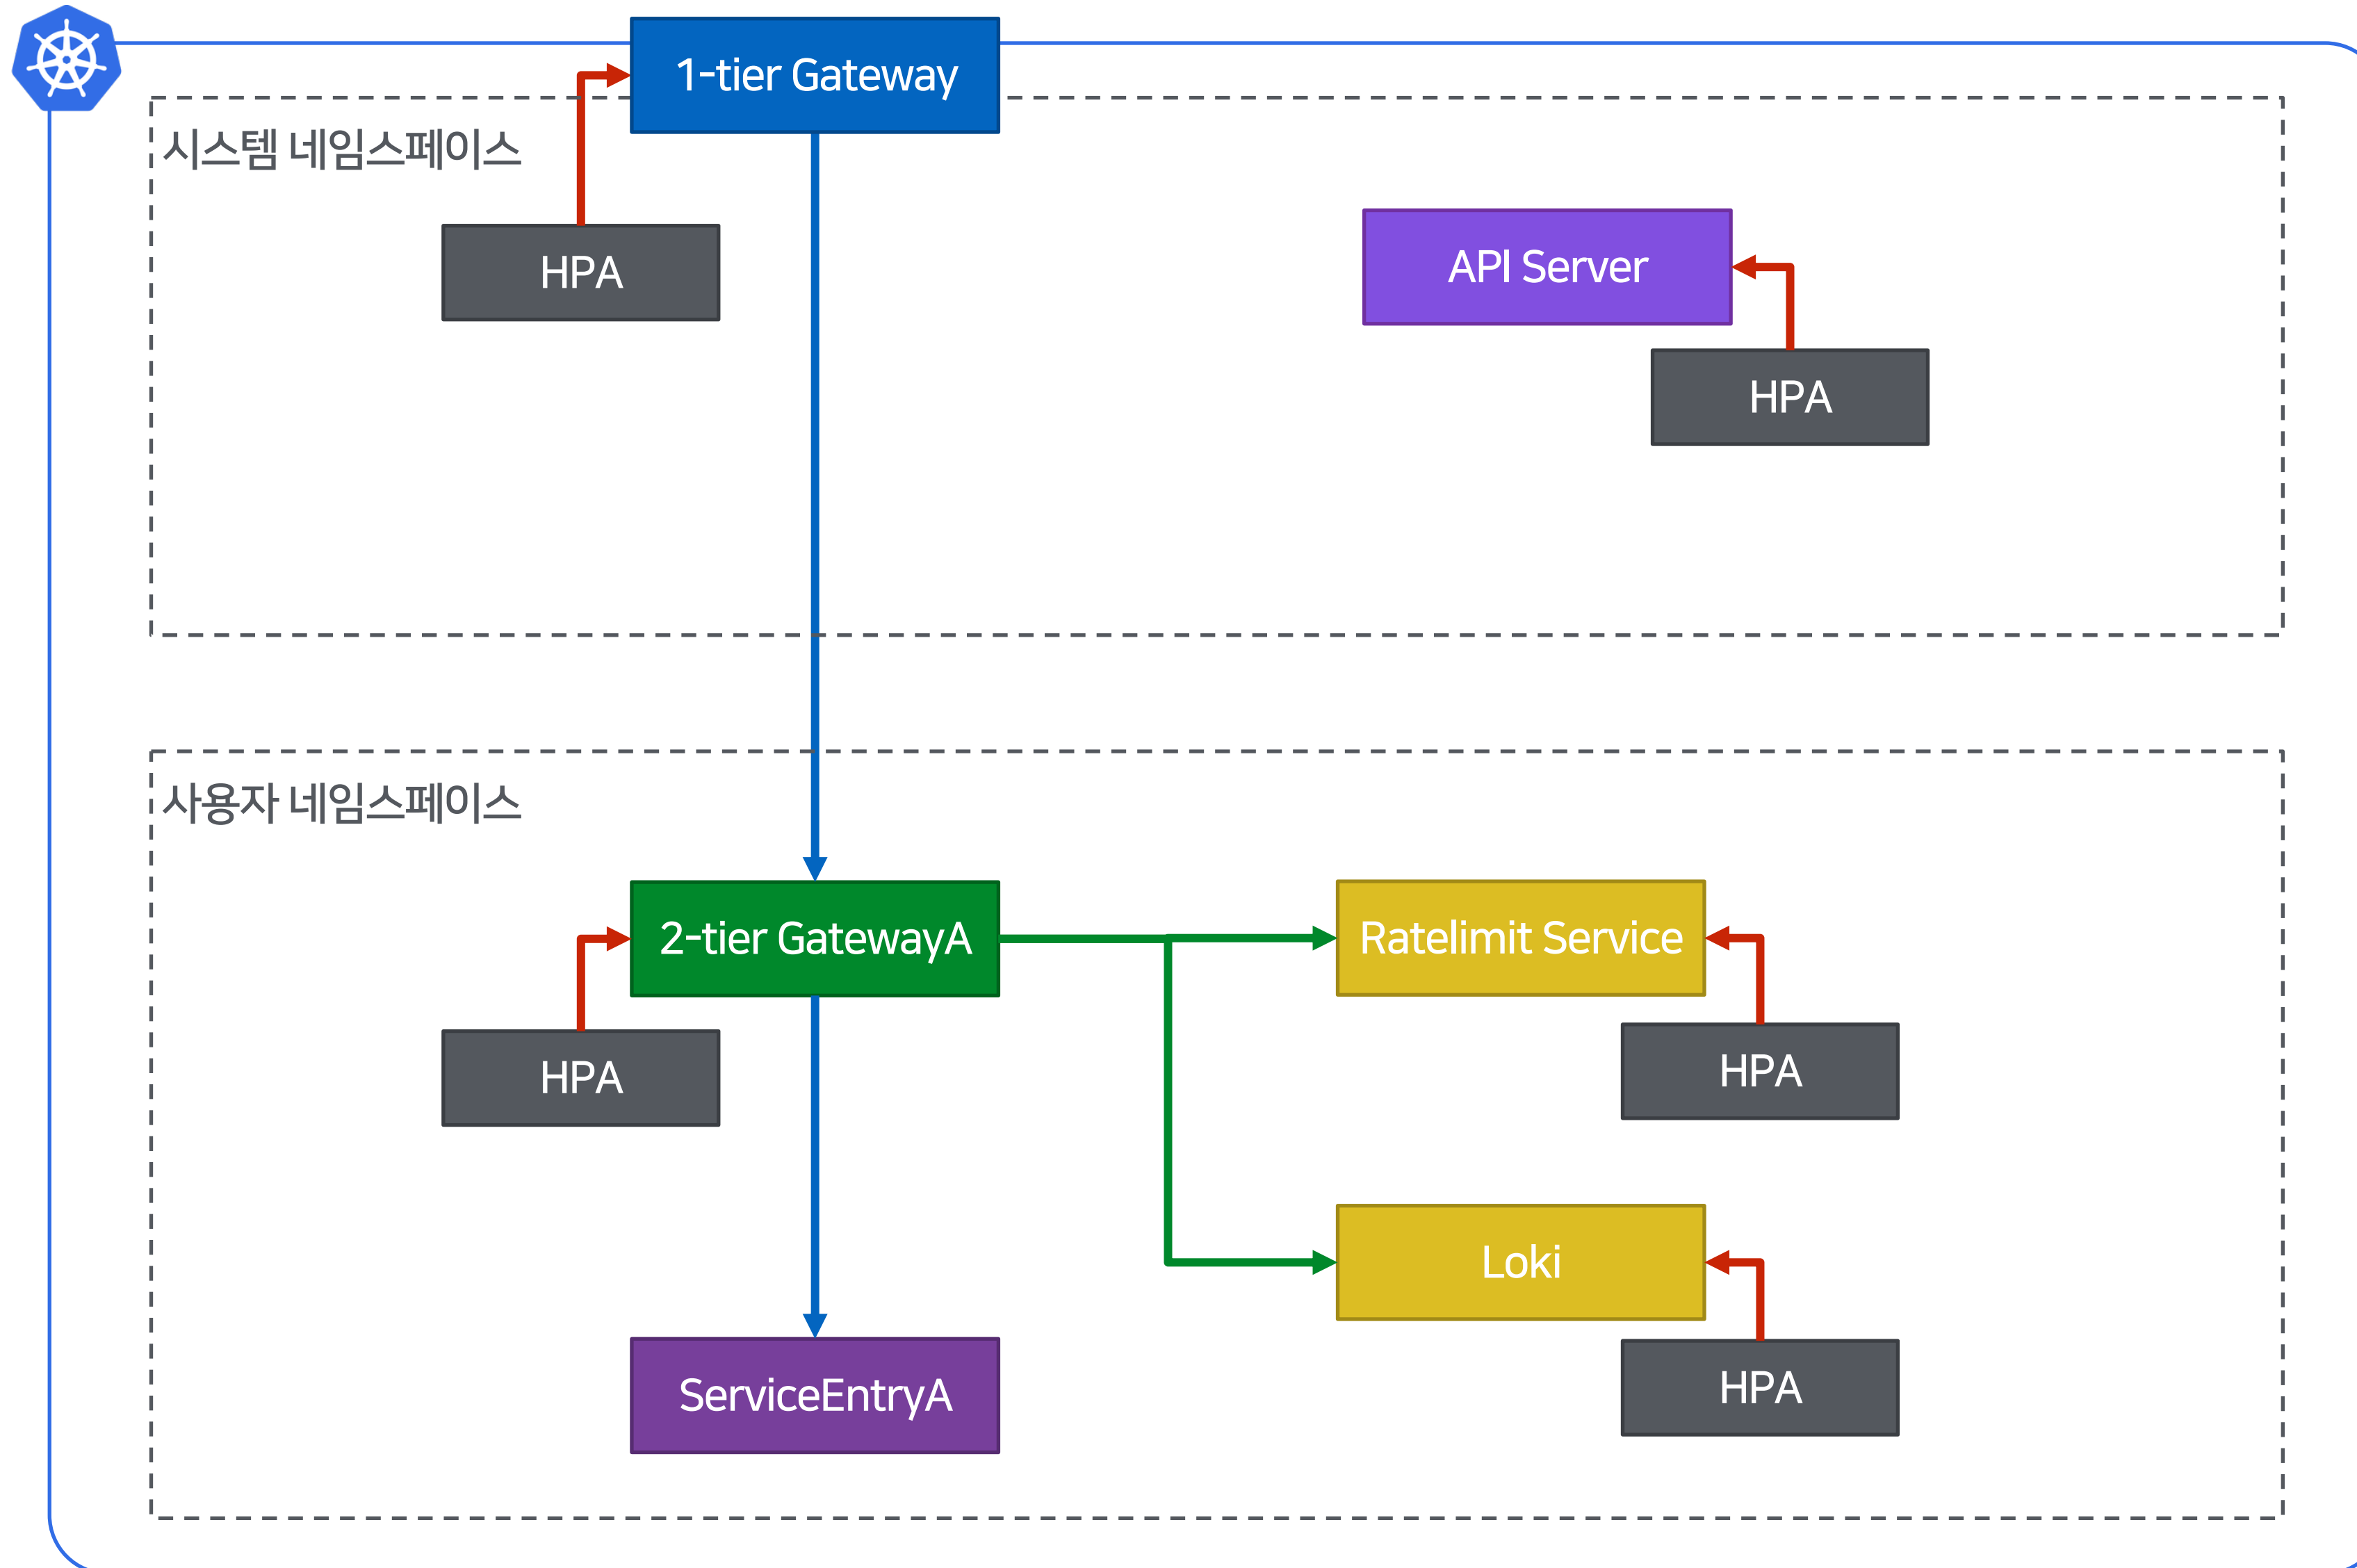 1-tier Gateway
시스템 네임스페이스
HPA
API Server
HPA
사용자 네임스페이스
2-tier GatewayA
Ratelimit Service
HPA
HPA
Loki
ServiceEntryA
HPA